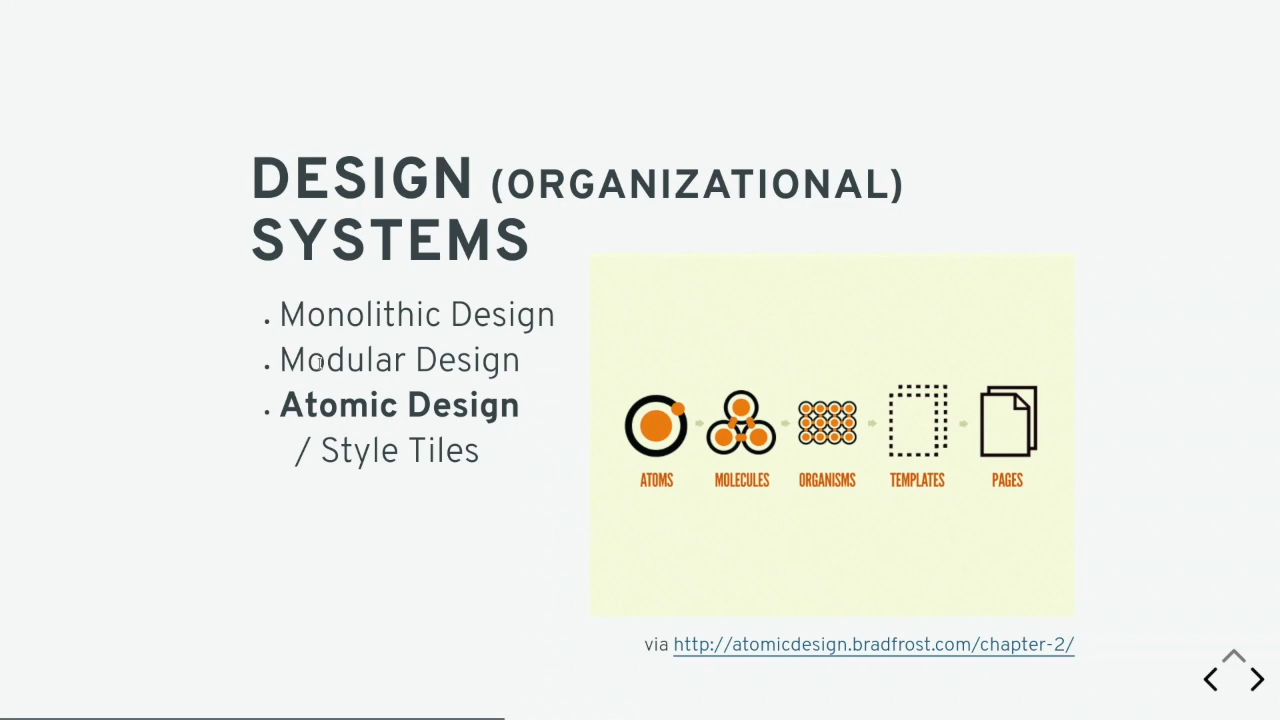 DESIGN (ORGANIZATIONAL)
SYSTEMS
• Monolithic Design
• Modular Design
• Atomic Design
/ Style Tiles
ATOMS MOLECULES ORGANISMS TEMPLATES PAGES
via http://atomicdesign.bradfrost.com/chapter-2/